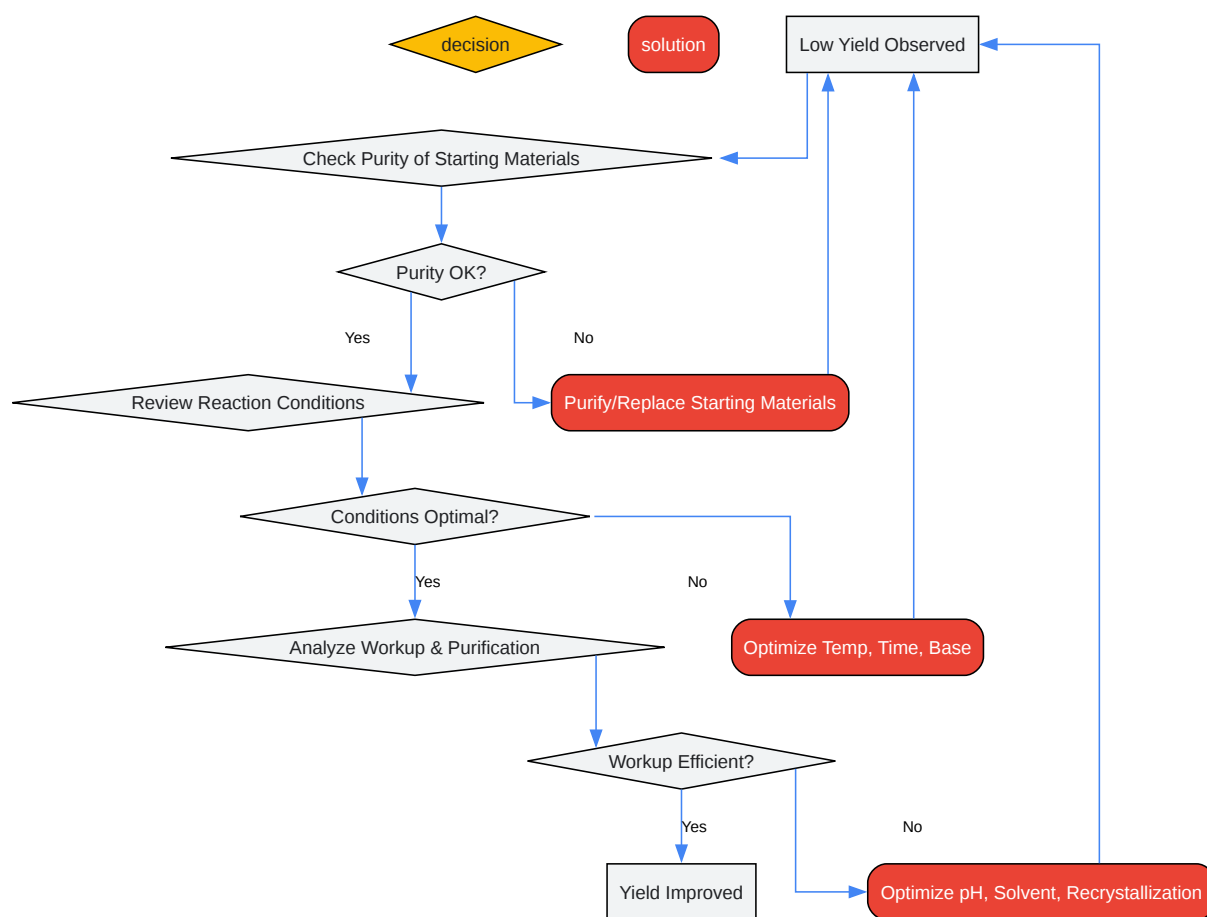 decision
solution
Low Yield Observed
Check Purity of Starting Materials
Purity OK?
Yes
No
Review Reaction Conditions
Purify/Replace Starting Materials
Conditions Optimal?
Yes
No
Analyze Workup & Purification
Optimize Temp, Time, Base
Workup Efficient?
Yes
No
Yield Improved
Optimize pH, Solvent, Recrystallization